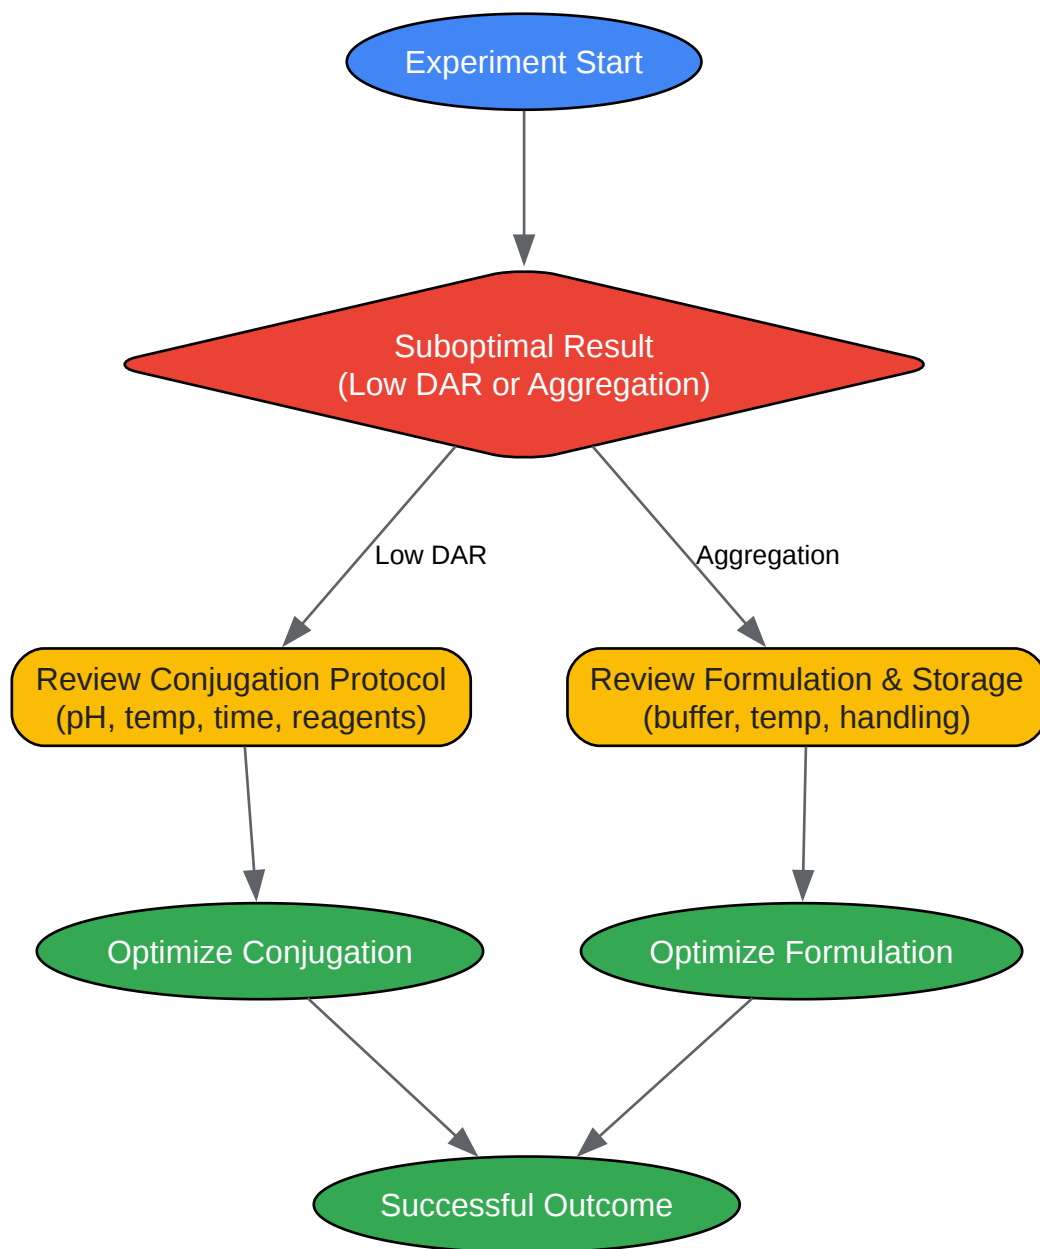 Experiment Start
Suboptimal Result
(Low DAR or Aggregation)
Low DAR
Aggregation
Review Conjugation Protocol
(pH, temp, time, reagents)
Review Formulation & Storage
(buffer, temp, handling)
Optimize Conjugation
Optimize Formulation
Successful Outcome